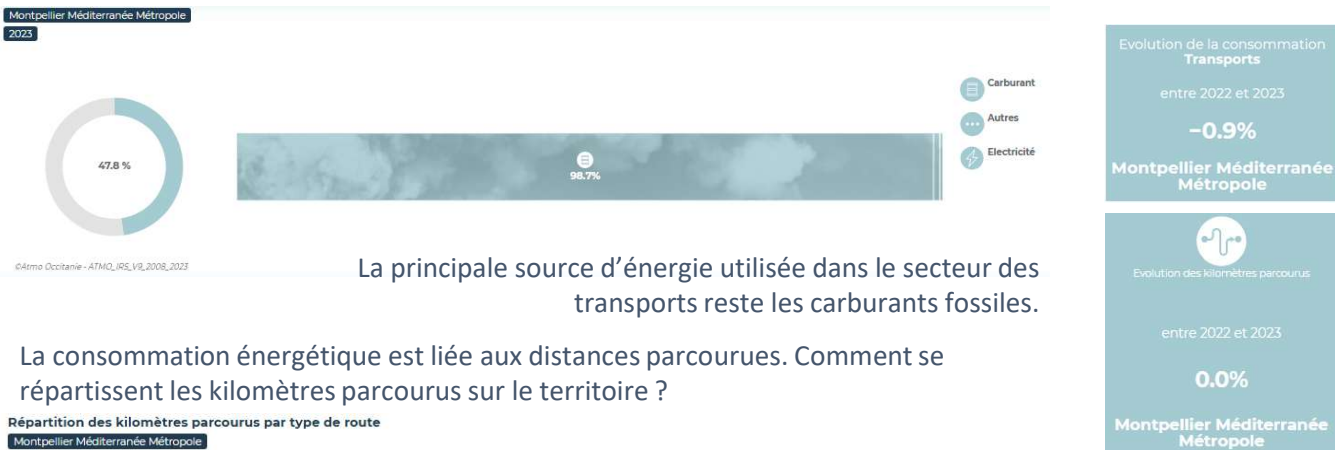 Montpellier Méditerranée Métropole
2023
47.8 %
98.7%
Carburant
Autres
Electricité
©Atmo Occitanie - ATMO_IRS_V9_2008_2023
Evolution de la consommation
Transports
entre 2022 et 2023
−0.9%
Montpellier Méditerranée
Métropole
La principale source d’énergie utilisée dans le secteur des
transports reste les carburants fossiles.
Evolution des kilomètres parcourus
entre 2022 et 2023
0.0%
Montpellier Méditerranée
Métropole
La consommation énergétique est liée aux distances parcourues. Comment se
répartissent les kilomètres parcourus sur le territoire ?
Répartition des kilomètres parcourus par type de route
Montpellier Méditerranée Métropole